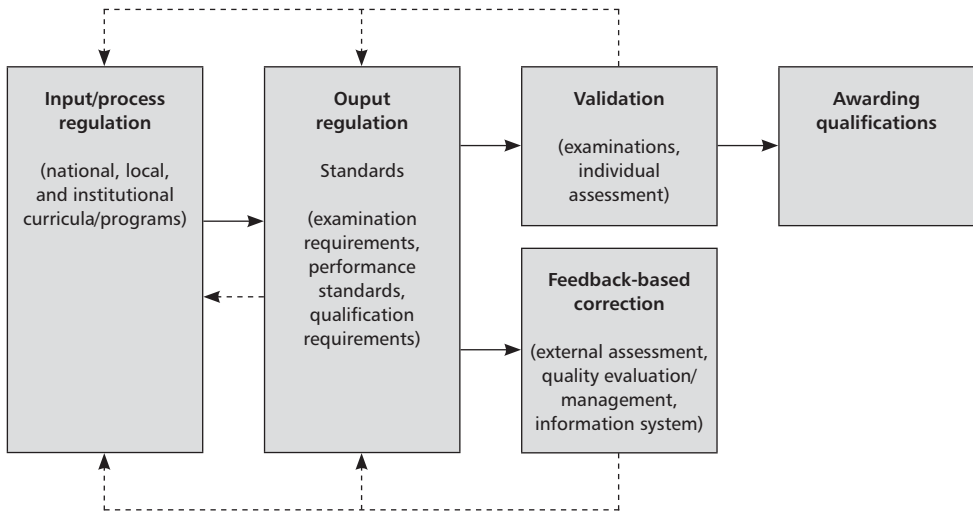 Input/process
regulation
(national, local,
and institutional
curricula/programs)
Ouput
regulation
Standards
(examination
requirements,
performance
standards,
qualification
requirements)
Validation
(examinations,
individual
assessment)
Awarding
qualifications
Feedback-based
correction
(external assessment,
quality evaluation/
management,
information system)